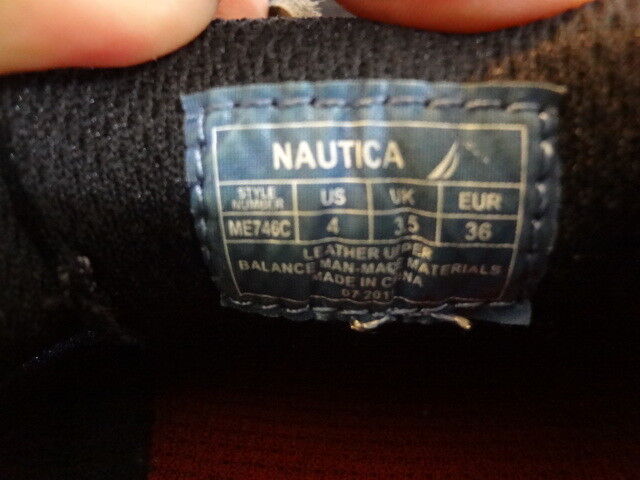 NAUTICA
STYLE NUMBER US UK EUR
ME746C 4 3.5 36
LEATHER UPPER
BALANCE MAN-MADE MATERIALS
MADE IN CHINA